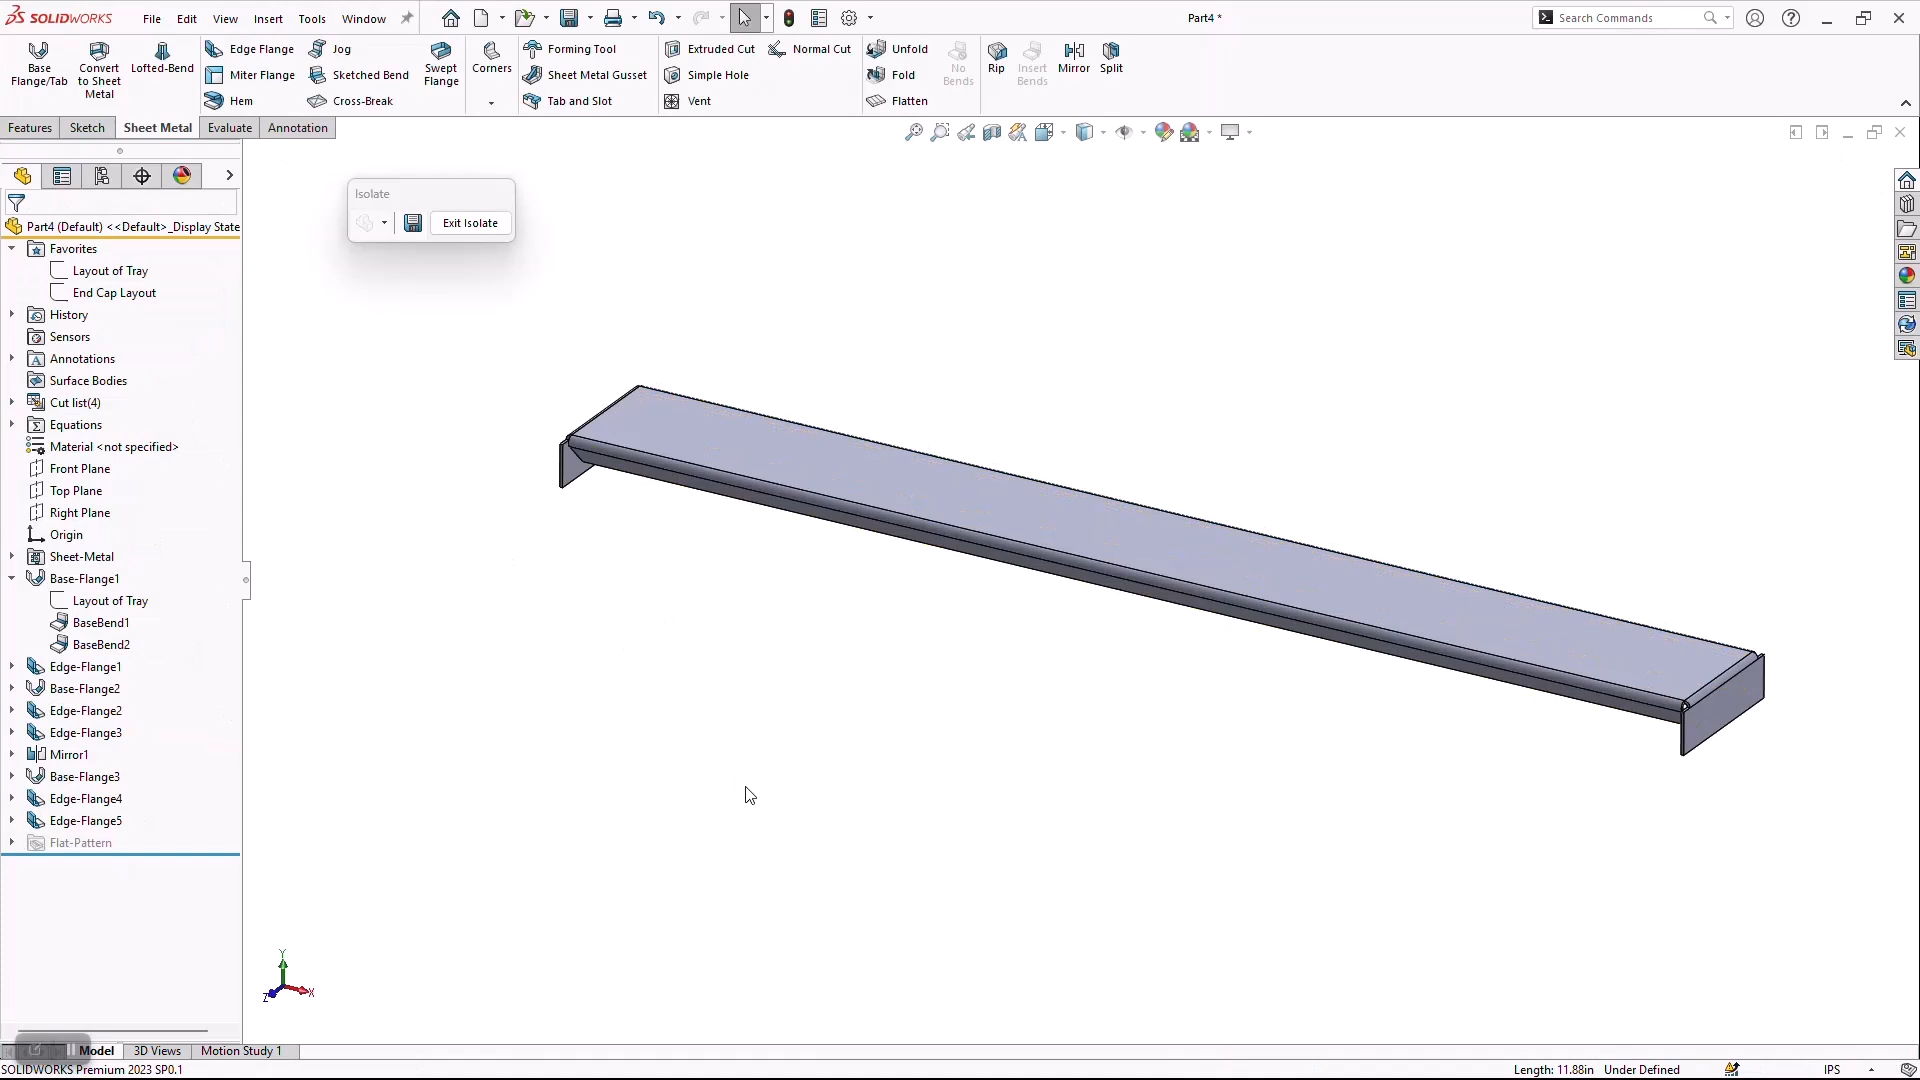 SOLIDWORKS File Edit View Insert Tools Window Part4 * Search Commands
Base Flange/Tab
Convert to Sheet Metal
Lofted-Bend
Edge Flange
Miter Flange
Hem
Jog
Sketched Bend
Cross-Break
Swept Flange
Corners
Forming Tool
Sheet Metal Gusset
Tab and Slot
Extruded Cut
Simple Hole
Vent
Normal Cut
Unfold
Fold
Flatten
No Bends
Rip
Insert Bends
Mirror
Split
Features Sketch Sheet Metal Evaluate Annotation
Part4 (Default) <<Default>_Display State
Favorites
Layout of Tray
End Cap Layout
History
Sensors
Annotations
Surface Bodies
Cut list(4)
Equations
Material <not specified>
Front Plane
Top Plane
Right Plane
Origin
Sheet-Metal
Base-Flange1
Layout of Tray
BaseBend1
BaseBend2
Edge-Flange1
Base-Flange2
Edge-Flange2
Edge-Flange3
Mirror1
Base-Flange3
Edge-Flange4
Edge-Flange5
Flat-Pattern
Isolate
Exit Isolate
Y
Z
X
Model 3D Views Motion Study 1
SOLIDWORKS Premium 2023 SP0.1 Length: 11.88in Under Defined IPS